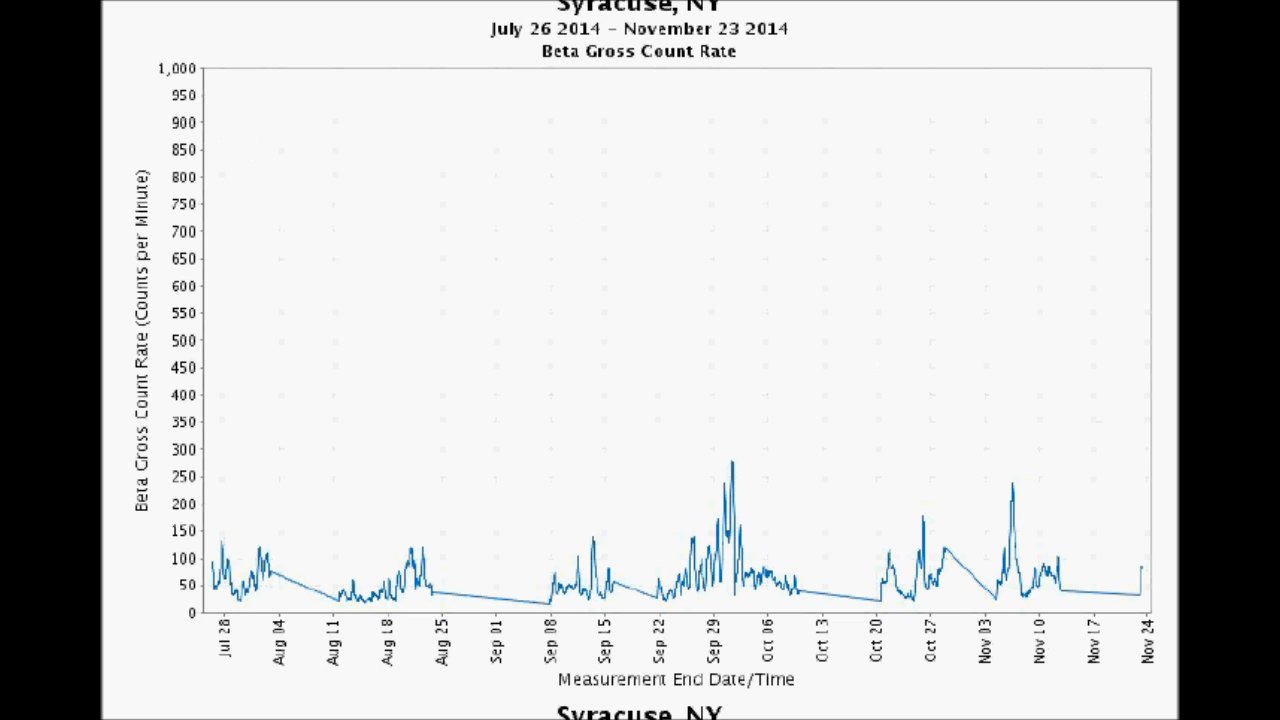 Syracuse, NY
July 26 2014 – November 23 2014
Beta Gross Count Rate
1,000
950
900
850
800
750
700
650
600
550
500
450
400
350
300
250
200
150
100
50
0
Beta Gross Count Rate (Counts per Minute)
Jul 28
Aug 04
Aug 11
Aug 18
Aug 25
Sep 01
Sep 08
Sep 15
Sep 22
Sep 29
Oct 06
Oct 13
Oct 20
Oct 27
Nov 03
Nov 10
Nov 17
Nov 24
Measurement End Date/Time
Syracuse, NY